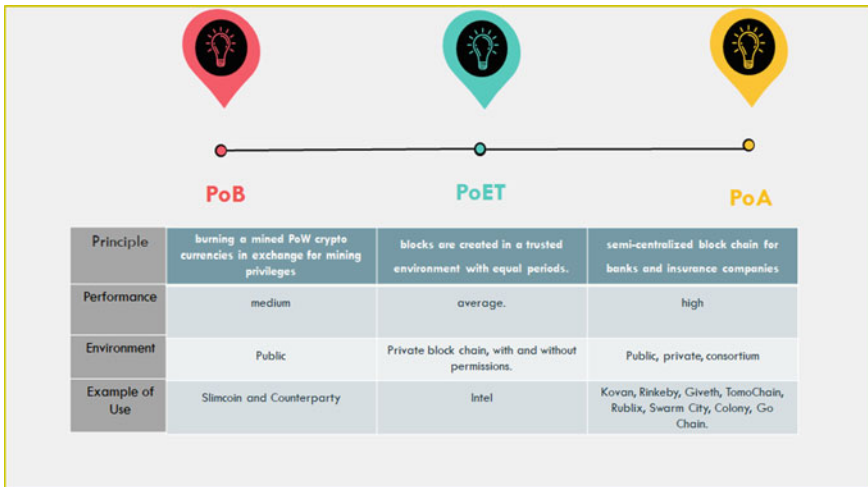 PoB
PoET
PoA
Principle
burning a mined PoW crypto
currencies in exchange for mining
privileges
blocks are created in a trusted
environment with equal periods.
semi-centralized block chain for
banks and insurance companies
Performance
medium
average.
high
Environment
Public
Private block chain, with and without
permissions.
Public, private, consortium
Example of
Use
Slimcoin and Counterparty
Intel
Kovan, Rinkeby, Giveth, TomoChain,
Rublix, Swarm City, Colony, Go
Chain.